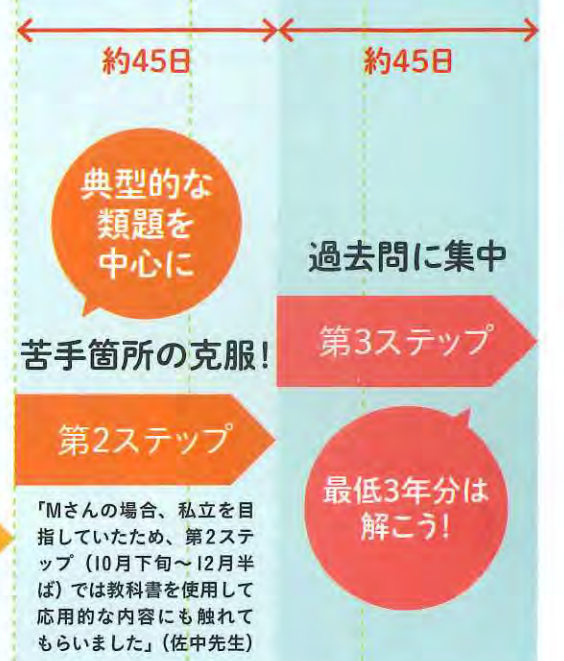 約45日
約45日
典型的な
類題を
中心に
過去問に集中
苦手箇所の克服！
第3ステップ
第2ステップ
最低3年分は
解こう！
「Mさんの場合、私立を目
指していたため、第2ステ
ップ（10月下旬〜12月半
ば）では教科書を使用して
応用的な内容にも触れて
もらいました」（佐中先生）